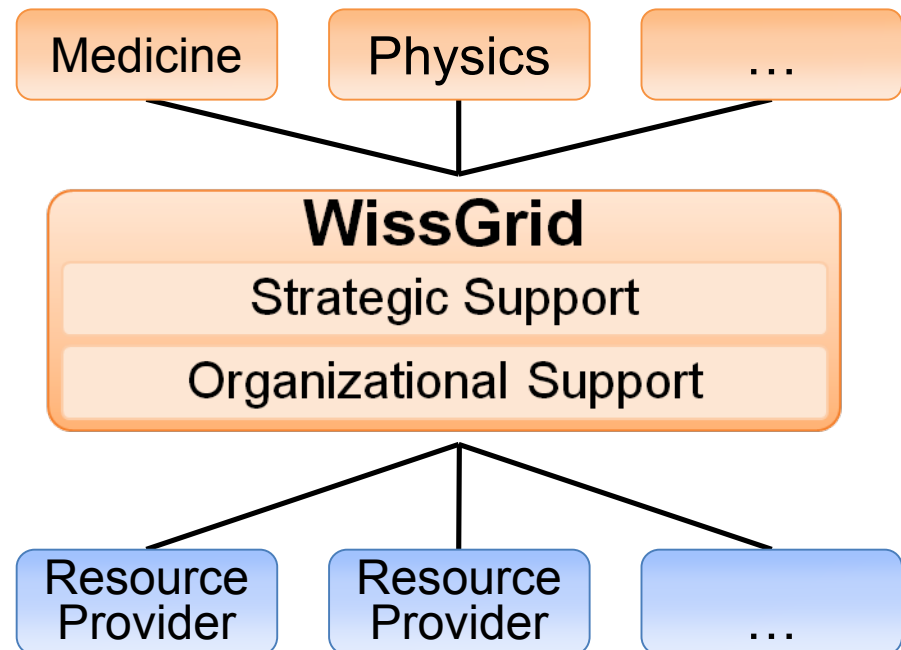 Medicine
Physics
…
WissGrid
Strategic Support
Organizational Support
Resource
Provider
Resource
Provider
…